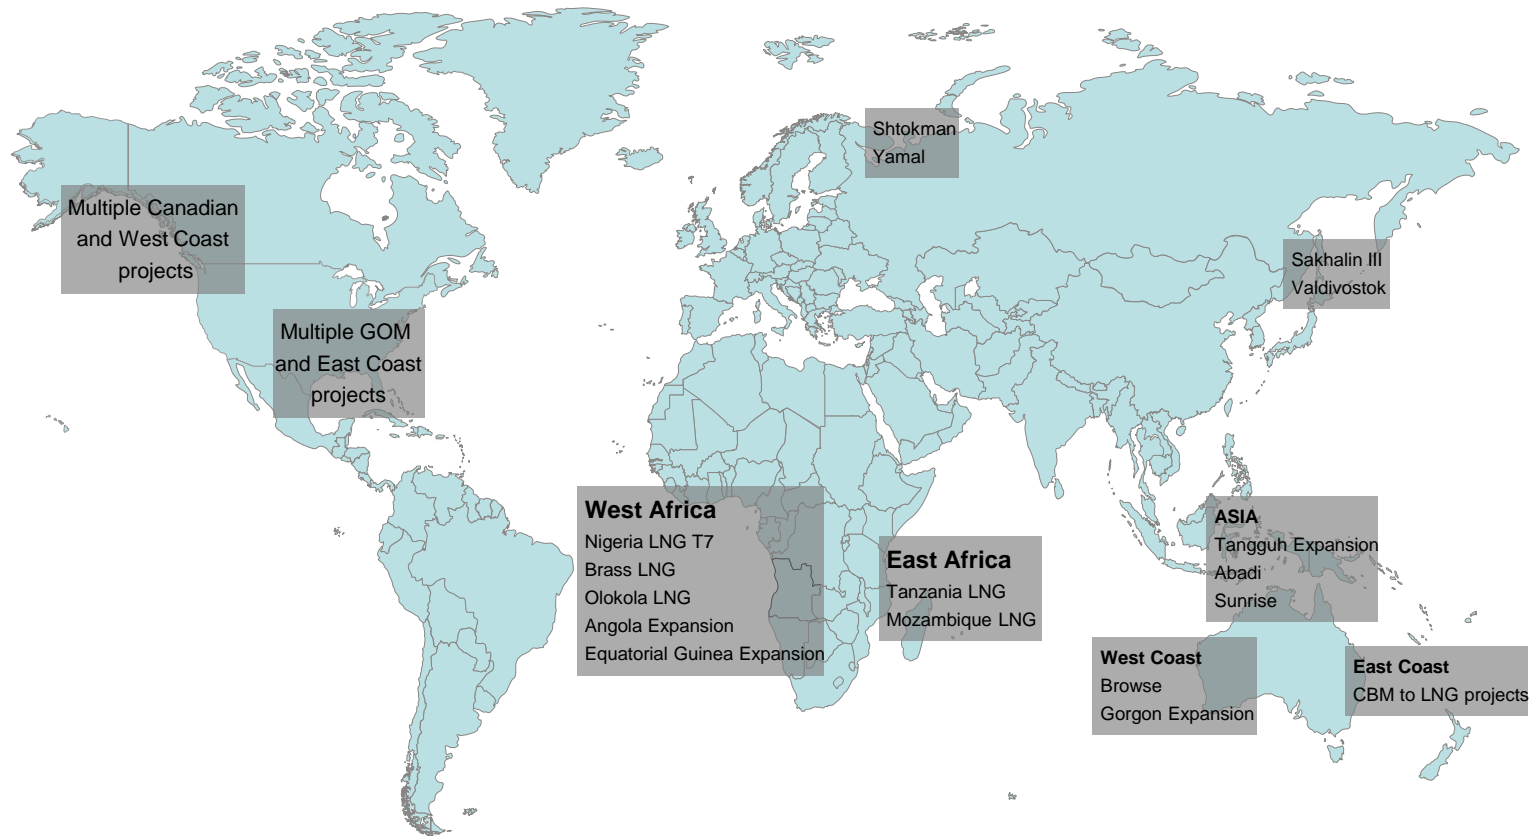 Shtokman
Yamal
Multiple Canadian
and West Coast
projects
Sakhalin III
Valdivostok
Multiple GOM
and East Coast
projects
West Africa
Nigeria LNG T7
Brass LNG
Olokola LNG
Angola Expansion
Equatorial Guinea Expansion
East Africa
Tanzania LNG
Mozambique LNG
ASIA
Tangguh Expansion
Abadi
Sunrise
West Coast
Browse
Gorgon Expansion
East Coast
CBM to LNG projects